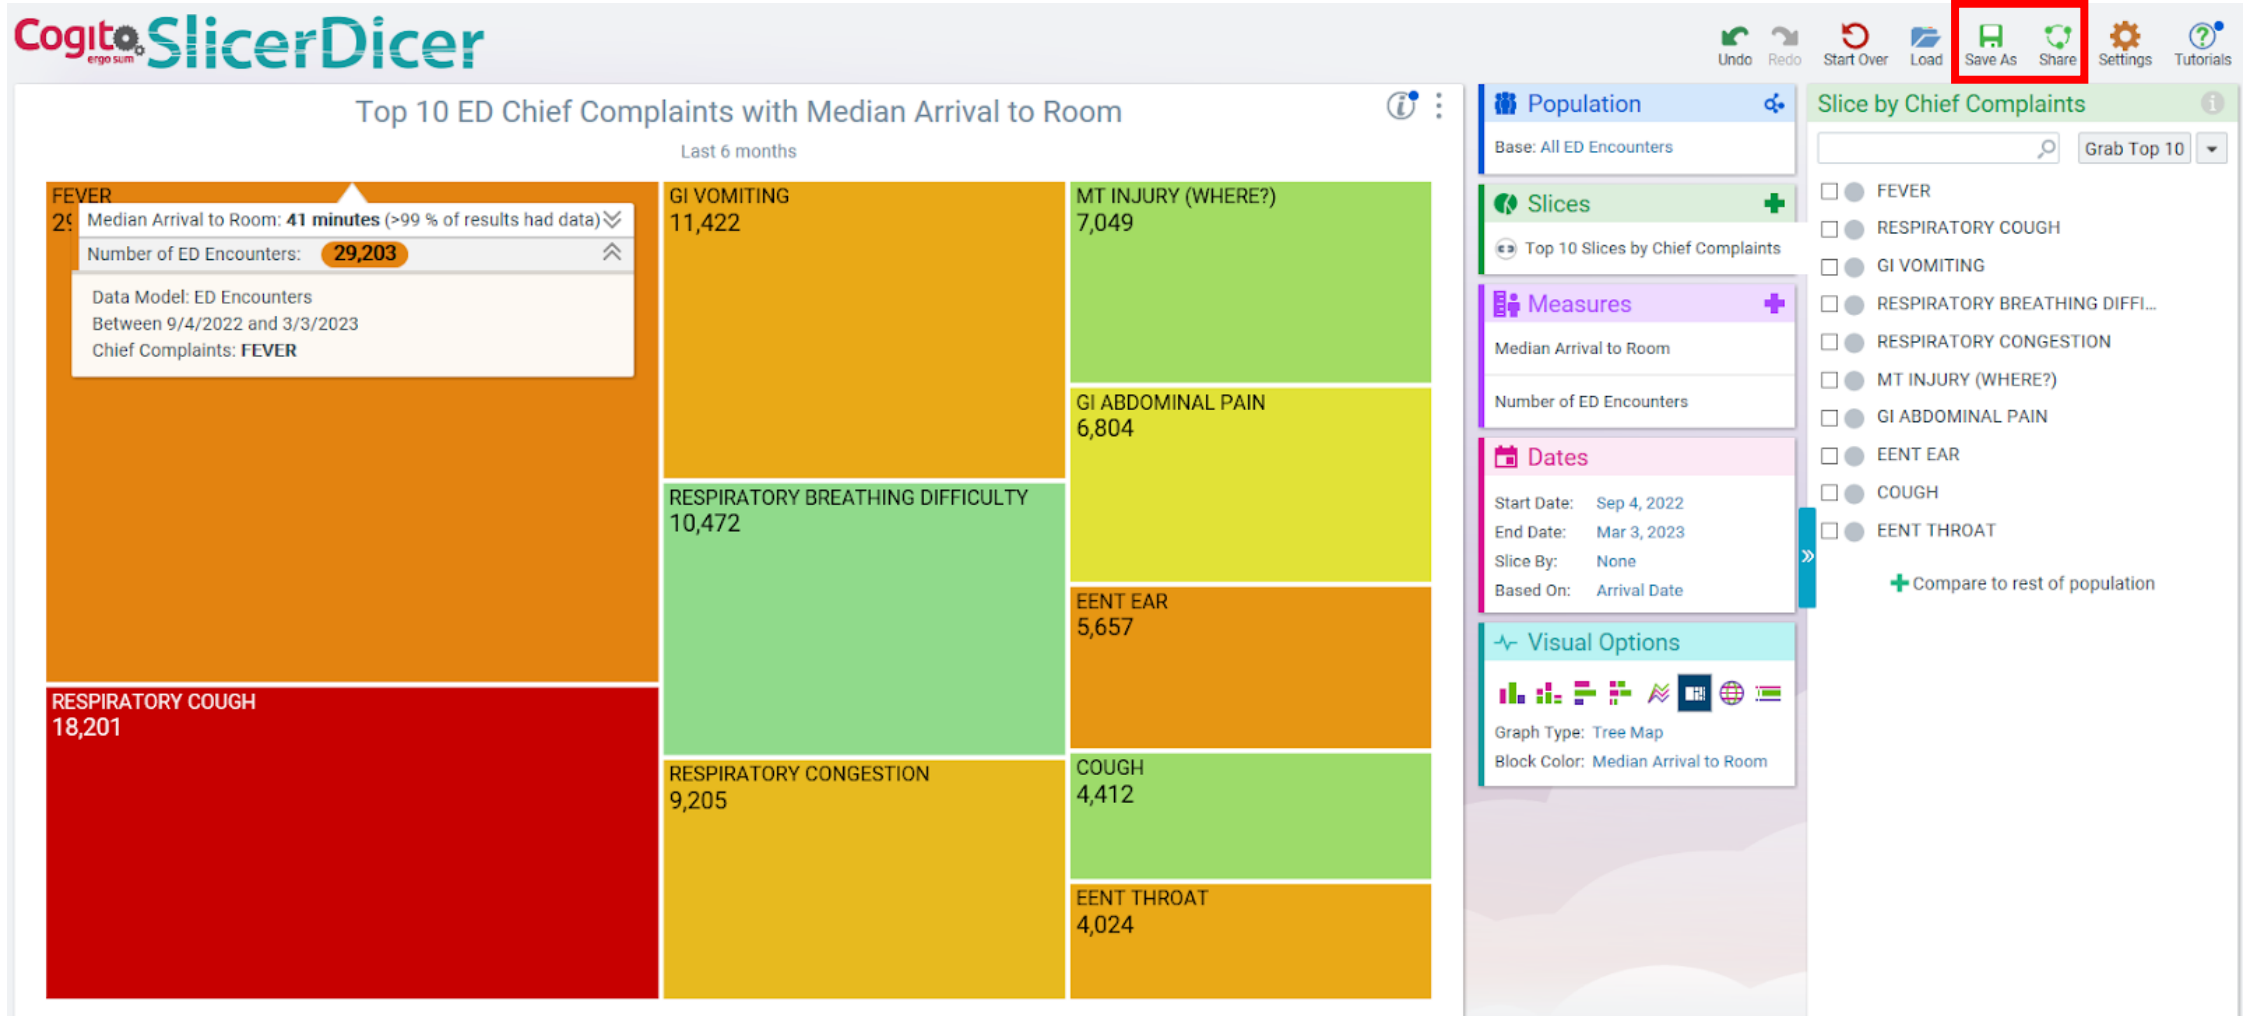 Cogito
ergo sum
SlicerDicer
Undo
Redo
Start Over
Load
Save As
Share
Settings
Tutorials
Top 10 ED Chief Complaints with Median Arrival to Room
Last 6 months
FEVER
29
Median Arrival to Room: 41 minutes (>99 % of results had data)
Number of ED Encounters: 29,203
Data Model: ED Encounters
Between 9/4/2022 and 3/3/2023
Chief Complaints: FEVER
RESPIRATORY COUGH
18,201
GI VOMITING
11,422
RESPIRATORY BREATHING DIFFICULTY
10,472
RESPIRATORY CONGESTION
9,205
MT INJURY (WHERE?)
7,049
GI ABDOMINAL PAIN
6,804
EENT EAR
5,657
COUGH
4,412
EENT THROAT
4,024
Population
Base: All ED Encounters
Slices
Top 10 Slices by Chief Complaints
Measures
Median Arrival to Room
Number of ED Encounters
Dates
Start Date: Sep 4, 2022
End Date: Mar 3, 2023
Slice By: None
Based On: Arrival Date
Visual Options
Graph Type: Tree Map
Block Color: Median Arrival to Room
Slice by Chief Complaints
Grab Top 10
FEVER
RESPIRATORY COUGH
GI VOMITING
RESPIRATORY BREATHING DIFFI...
RESPIRATORY CONGESTION
MT INJURY (WHERE?)
GI ABDOMINAL PAIN
EENT EAR
COUGH
EENT THROAT
Compare to rest of population